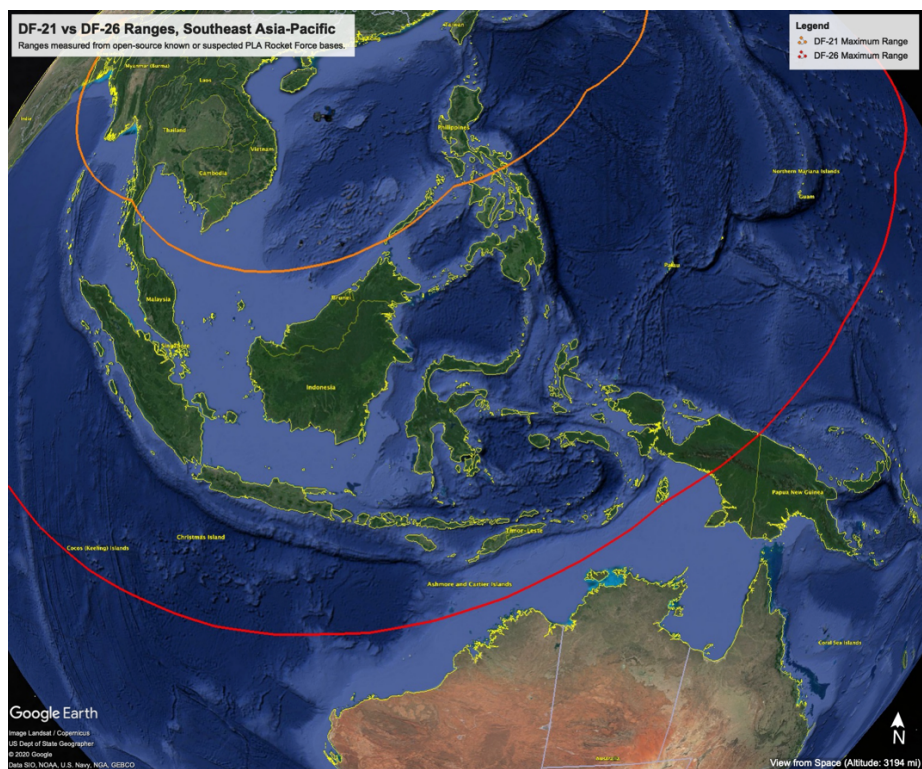 DF-21 vs DF-26 Ranges, Southeast Asia-Pacific
Ranges measured from open-source known or suspected PLA Rocket Force bases.
Legend
DF-21 Maximum Range
DF-26 Maximum Range
Taiwan
Myanmar (Burma)
Laos
India
Thailand
Vietnam
Philippines
Cambodia
Northern Mariana Islands
Guam
Palau
Malaysia
Brunei
Singapore
Indonesia
Papua New Guinea
Timor-Leste
Christmas Island
Cocos (Keeling) Islands
Ashmore and Cartier Islands
Coral Sea Islands
Australia
Google Earth
Image Landsat / Copernicus
US Dept of State Geographer
© 2020 Google
Data SIO, NOAA, U.S. Navy, NGA, GEBCO
N
View from Space (Altitude: 3194 mi)